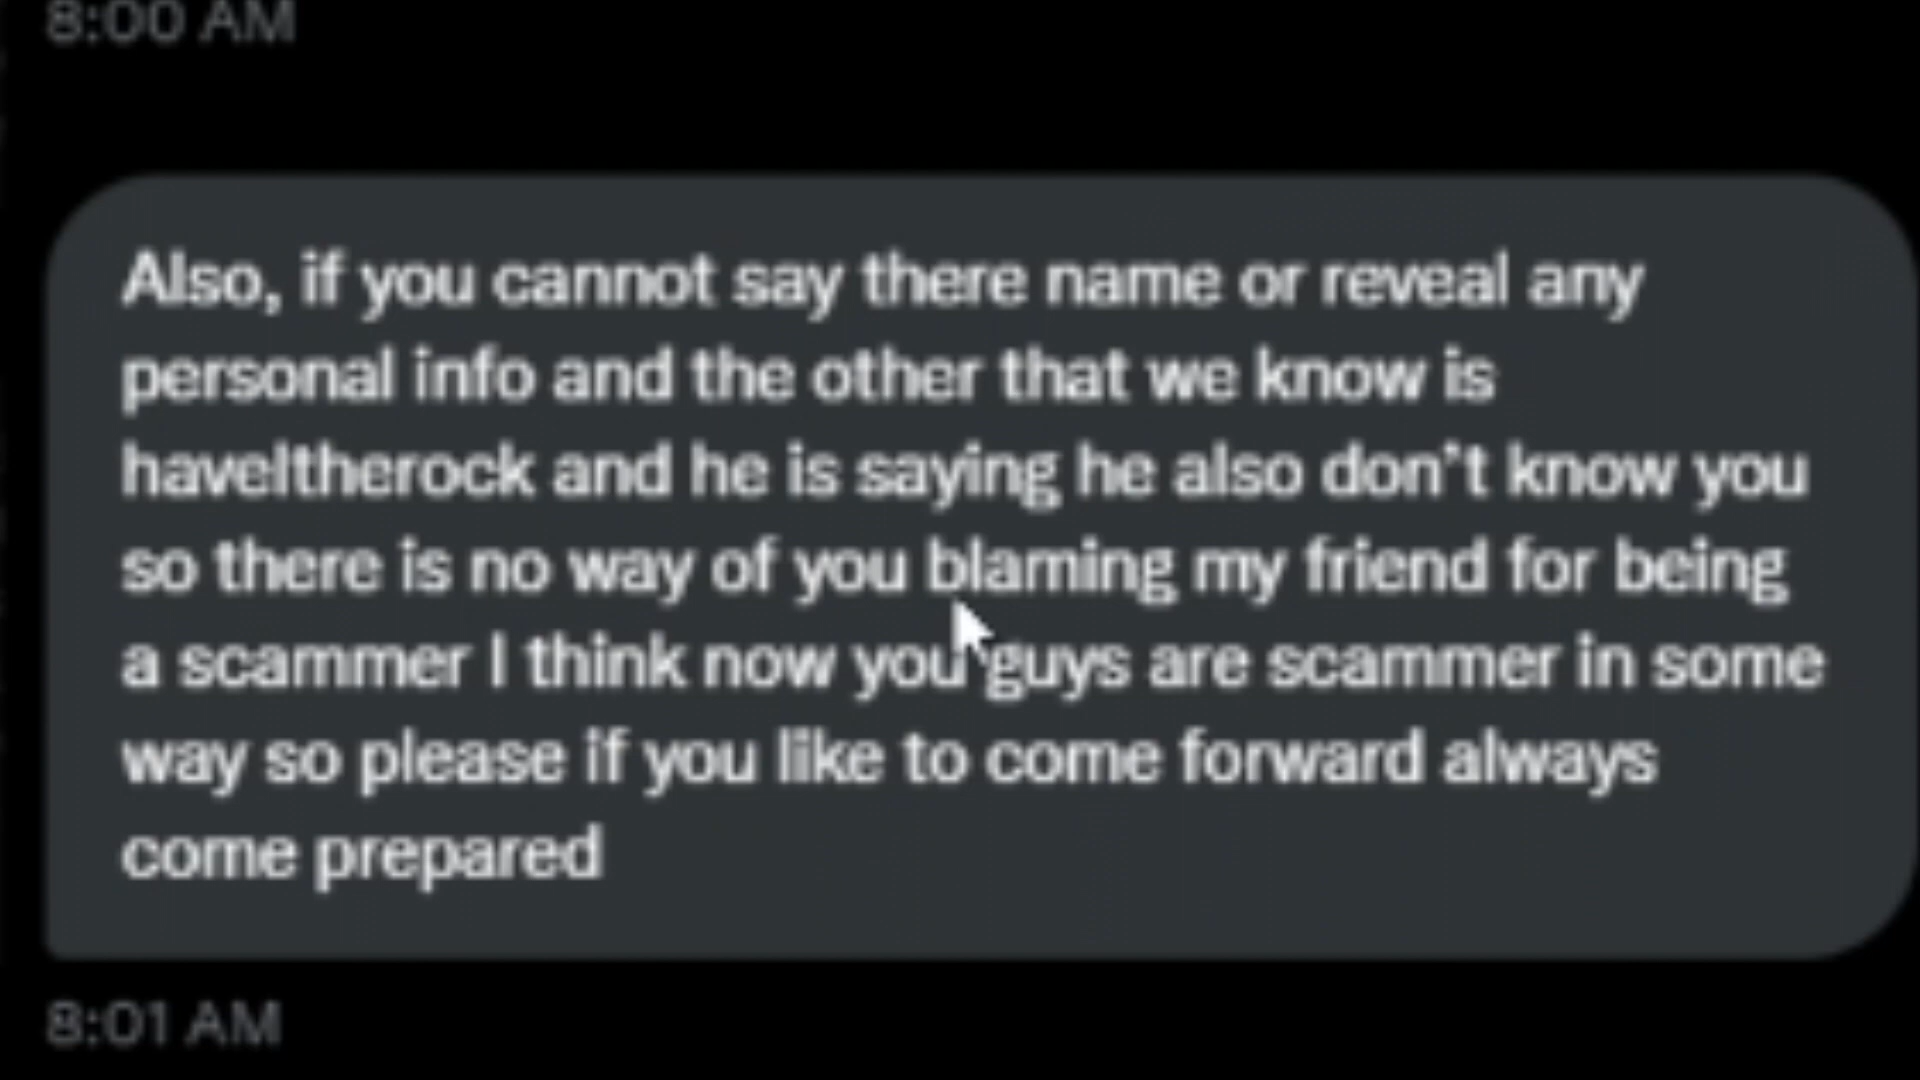 8:00 AM
Also, if you cannot say there name or reveal any
personal info and the other that we know is
haveltherock and he is saying he also don't know you
so there is no way of you blaming my friend for being
a scammer I think now you guys are scammer in some
way so please if you like to come forward always
come prepared
8:01 AM